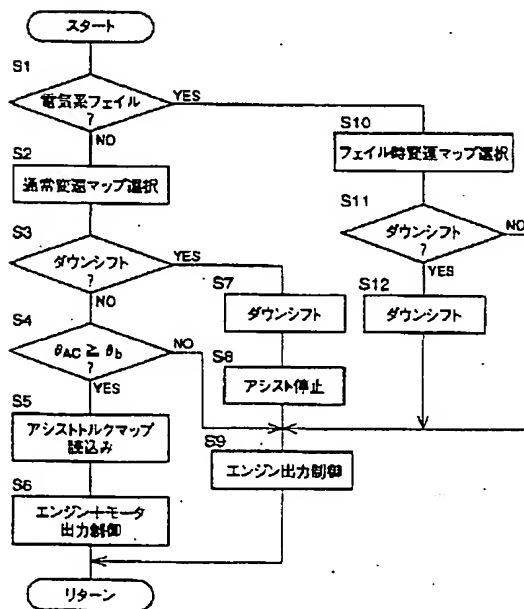 スタート
S1
電気系フェイル
?
YES
NO
S2
通常変速マップ選択
S3
ダウンシフト
?
YES
NO
S4
θAC ≧ θb
?
NO
YES
S5
アシストトルクマップ
読込み
S6
エンジン+モータ
出力制御
リターン
S7
ダウンシフト
S8
アシスト停止
S9
エンジン出力制御
S10
フェイル時変速マップ選択
S11
ダウンシフト
?
NO
YES
S12
ダウンシフト